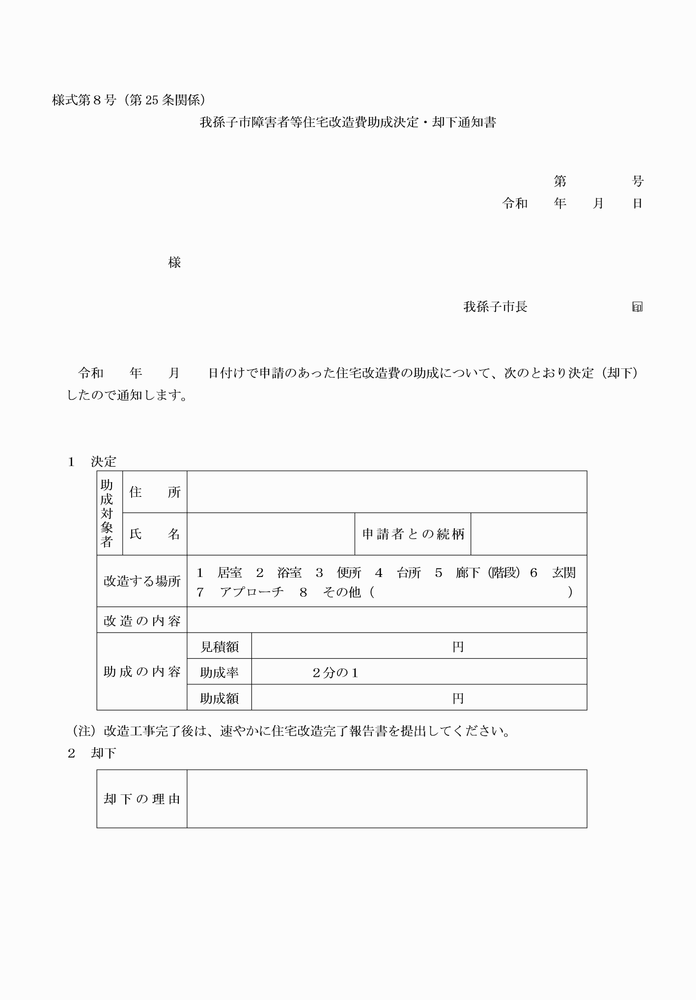 様式第８号（第 25 条関係）
我孫子市障害者等住宅改造費助成決定・却下通知書
第　　　　　号
令和　　年　　月　　日
様
我孫子市長　　　　　　　　㊞
令和　　年　　月　　日付けで申請のあった住宅改造費の助成について、次のとおり決定（却下）
したので通知します。
１　決定
助成対象者
住　　所
氏　　名
申請者との続柄
改造する場所
１　居室　２　浴室　３　便所　４　台所　５　廊下（階段）６　玄関
７　アプローチ　８　その他（　　　　　　　　　　　　　　　）
改造の内容
助成の内容
見積額　　　　　　　　　　円
助成率　　　　２分の１
助成額　　　　　　　　　　円
（注）改造工事完了後は、速やかに住宅改造完了報告書を提出してください。
２　却下
却下の理由